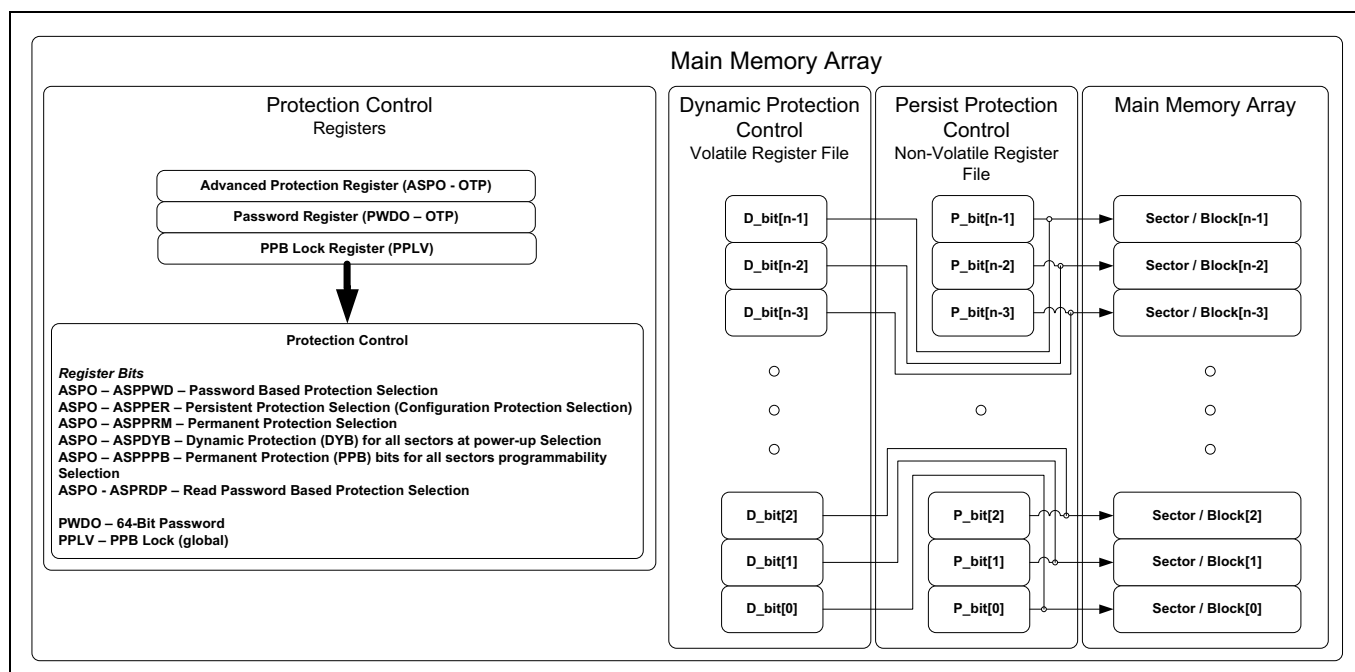 Main Memory Array
Protection Control
Registers
Advanced Protection Register (ASPO - OTP)
Password Register (PWDO – OTP)
PPB Lock Register (PPLV)
Protection Control
Register Bits
ASPO – ASPPWD – Password Based Protection Selection
ASPO – ASPPER – Persistent Protection Selection (Configuration Protection Selection)
ASPO – ASPPRM – Permanent Protection Selection
ASPO – ASPDYB – Dynamic Protection (DYB) for all sectors at power-up Selection
ASPO – ASPPPB – Permanent Protection (PPB) bits for all sectors programmability
Selection
ASPO - ASPRDP – Read Password Based Protection Selection
PWDO – 64-Bit Password
PPLV – PPB Lock (global)
Dynamic Protection
Control
Volatile Register File
D_bit[n-1]
D_bit[n-2]
D_bit[n-3]
D_bit[2]
D_bit[1]
D_bit[0]
Persist Protection
Control
Non-Volatile Register
File
P_bit[n-1]
P_bit[n-2]
P_bit[n-3]
P_bit[2]
P_bit[1]
P_bit[0]
Main Memory Array
Sector / Block[n-1]
Sector / Block[n-2]
Sector / Block[n-3]
Sector / Block[2]
Sector / Block[1]
Sector / Block[0]